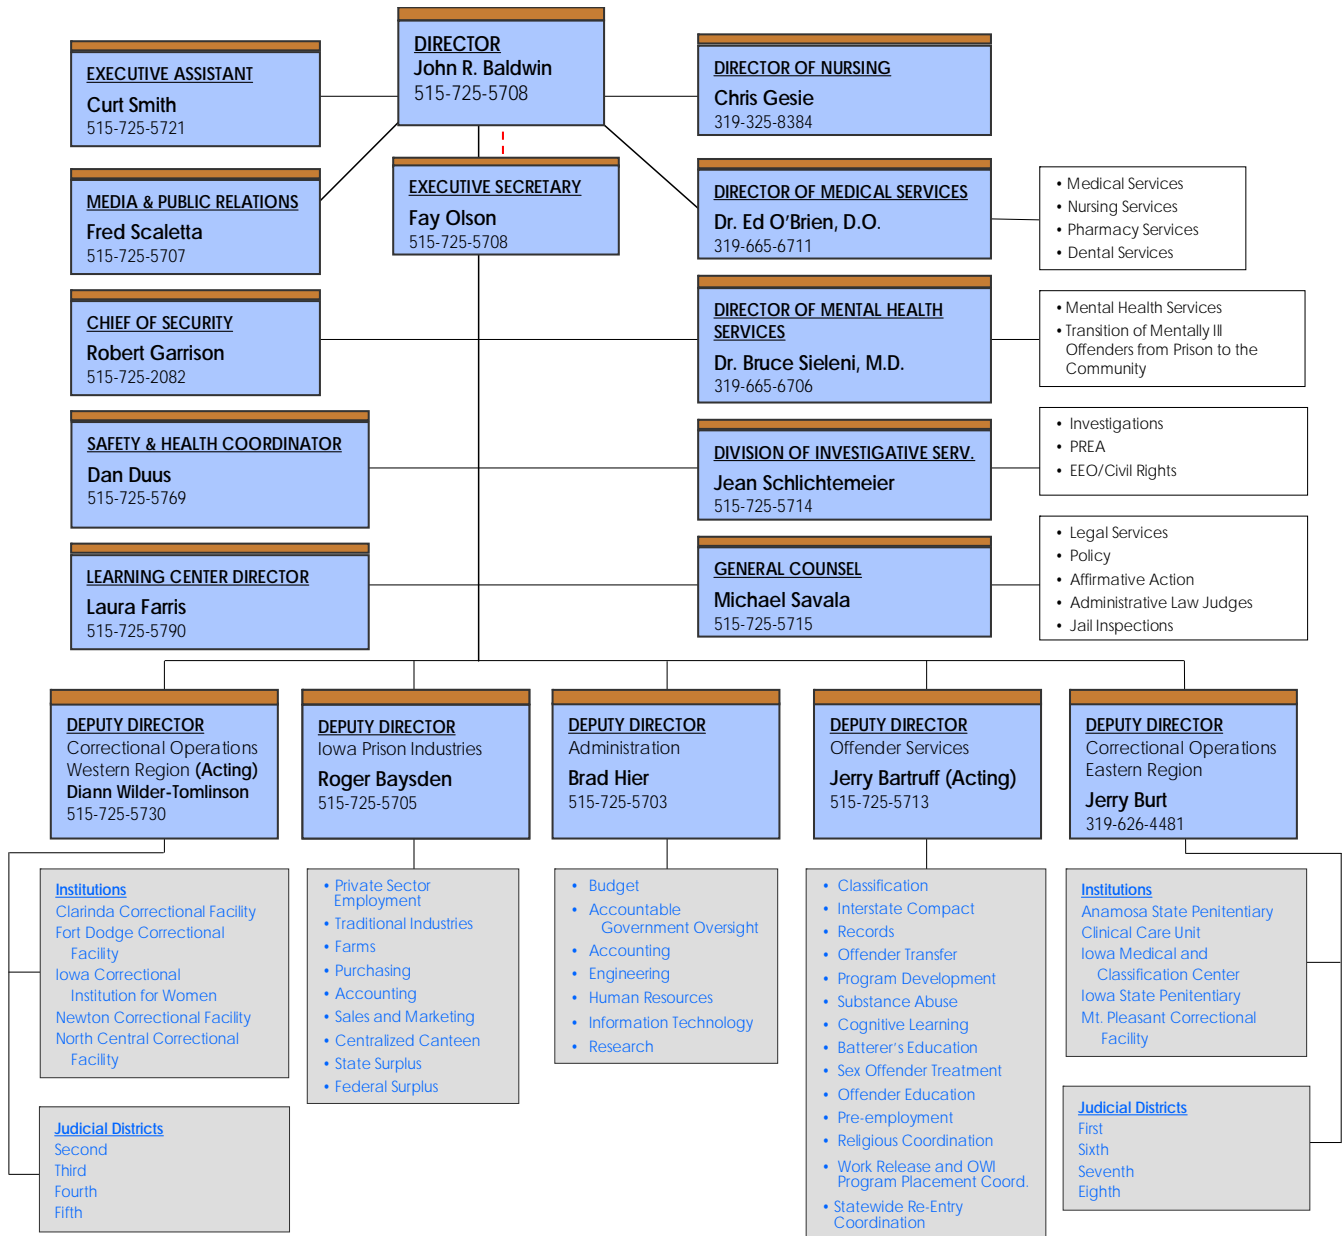 DIRECTOR
John R. Baldwin
515-725-5708
EXECUTIVE ASSISTANT
Curt Smith
515-725-5721
DIRECTOR OF NURSING
Chris Gesie
319-325-8384
MEDIA & PUBLIC RELATIONS
Fred Scaletta
515-725-5707
EXECUTIVE SECRETARY
Fay Olson
515-725-5708
DIRECTOR OF MEDICAL SERVICES
Dr. Ed O'Brien, D.O.
319-665-6711
• Medical Services
• Nursing Services
• Pharmacy Services
• Dental Services
CHIEF OF SECURITY
Robert Garrison
515-725-2082
DIRECTOR OF MENTAL HEALTH
SERVICES
Dr. Bruce Sieleni, M.D.
319-665-6706
• Mental Health Services
• Transition of Mentally Ill
Offenders from Prison to the
Community
SAFETY & HEALTH COORDINATOR
Dan Duus
515-725-5769
DIVISION OF INVESTIGATIVE SERV.
Jean Schlichtemeier
515-725-5714
• Investigations
• PREA
• EEO/Civil Rights
LEARNING CENTER DIRECTOR
Laura Farris
515-725-5790
GENERAL COUNSEL
Michael Savala
515-725-5715
• Legal Services
• Policy
• Affirmative Action
• Administrative Law Judges
• Jail Inspections
DEPUTY DIRECTOR
Correctional Operations
Western Region (Acting)
Diann Wilder-Tomlinson
515-725-5730
DEPUTY DIRECTOR
Iowa Prison Industries
Roger Baysden
515-725-5705
DEPUTY DIRECTOR
Administration
Brad Hier
515-725-5703
DEPUTY DIRECTOR
Offender Services
Jerry Bartruff (Acting)
515-725-5713
DEPUTY DIRECTOR
Correctional Operations
Eastern Region
Jerry Burt
319-626-4481
Institutions
Clarinda Correctional Facility
Fort Dodge Correctional
Facility
Iowa Correctional
Institution for Women
Newton Correctional Facility
North Central Correctional
Facility
Judicial Districts
Second
Third
Fourth
Fifth
• Private Sector
Employment
• Traditional Industries
• Farms
• Purchasing
• Accounting
• Sales and Marketing
• Centralized Canteen
• State Surplus
• Federal Surplus
• Budget
• Accountable
Government Oversight
• Accounting
• Engineering
• Human Resources
• Information Technology
• Research
• Classification
• Interstate Compact
• Records
• Offender Transfer
• Program Development
• Substance Abuse
• Cognitive Learning
• Batterer's Education
• Sex Offender Treatment
• Offender Education
• Pre-employment
• Religious Coordination
• Work Release and OWI
Program Placement Coord.
• Statewide Re-Entry
Coordination
Institutions
Anamosa State Penitentiary
Clinical Care Unit
Iowa Medical and
Classification Center
Iowa State Penitentiary
Mt. Pleasant Correctional
Facility
Judicial Districts
First
Sixth
Seventh
Eighth